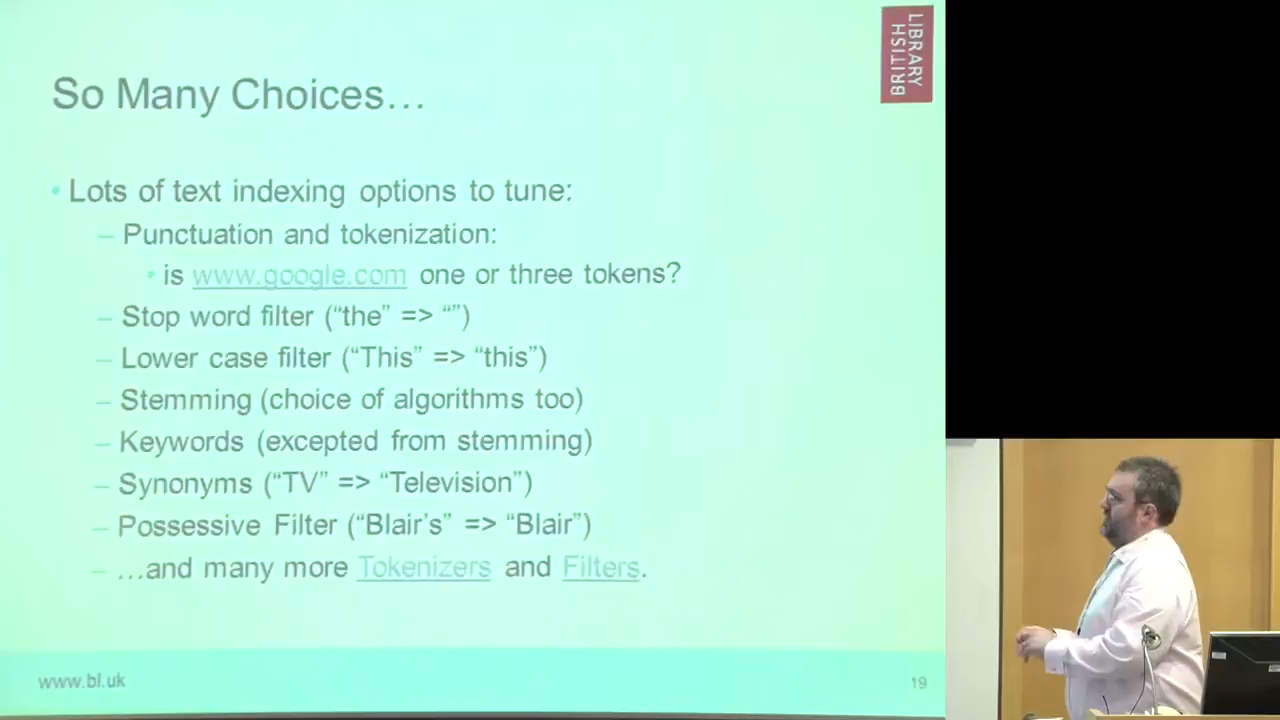 So Many Choices…
LIBRARY
BRITISH
• Lots of text indexing options to tune:
– Punctuation and tokenization:
• is www.google.com one or three tokens?
– Stop word filter (“the” => “”)
– Lower case filter (“This” => “this”)
– Stemming (choice of algorithms too)
– Keywords (excepted from stemming)
– Synonyms (“TV” => “Television”)
– Possessive Filter (“Blair’s” => “Blair”)
– …and many more Tokenizers and Filters.
www.bl.uk
19